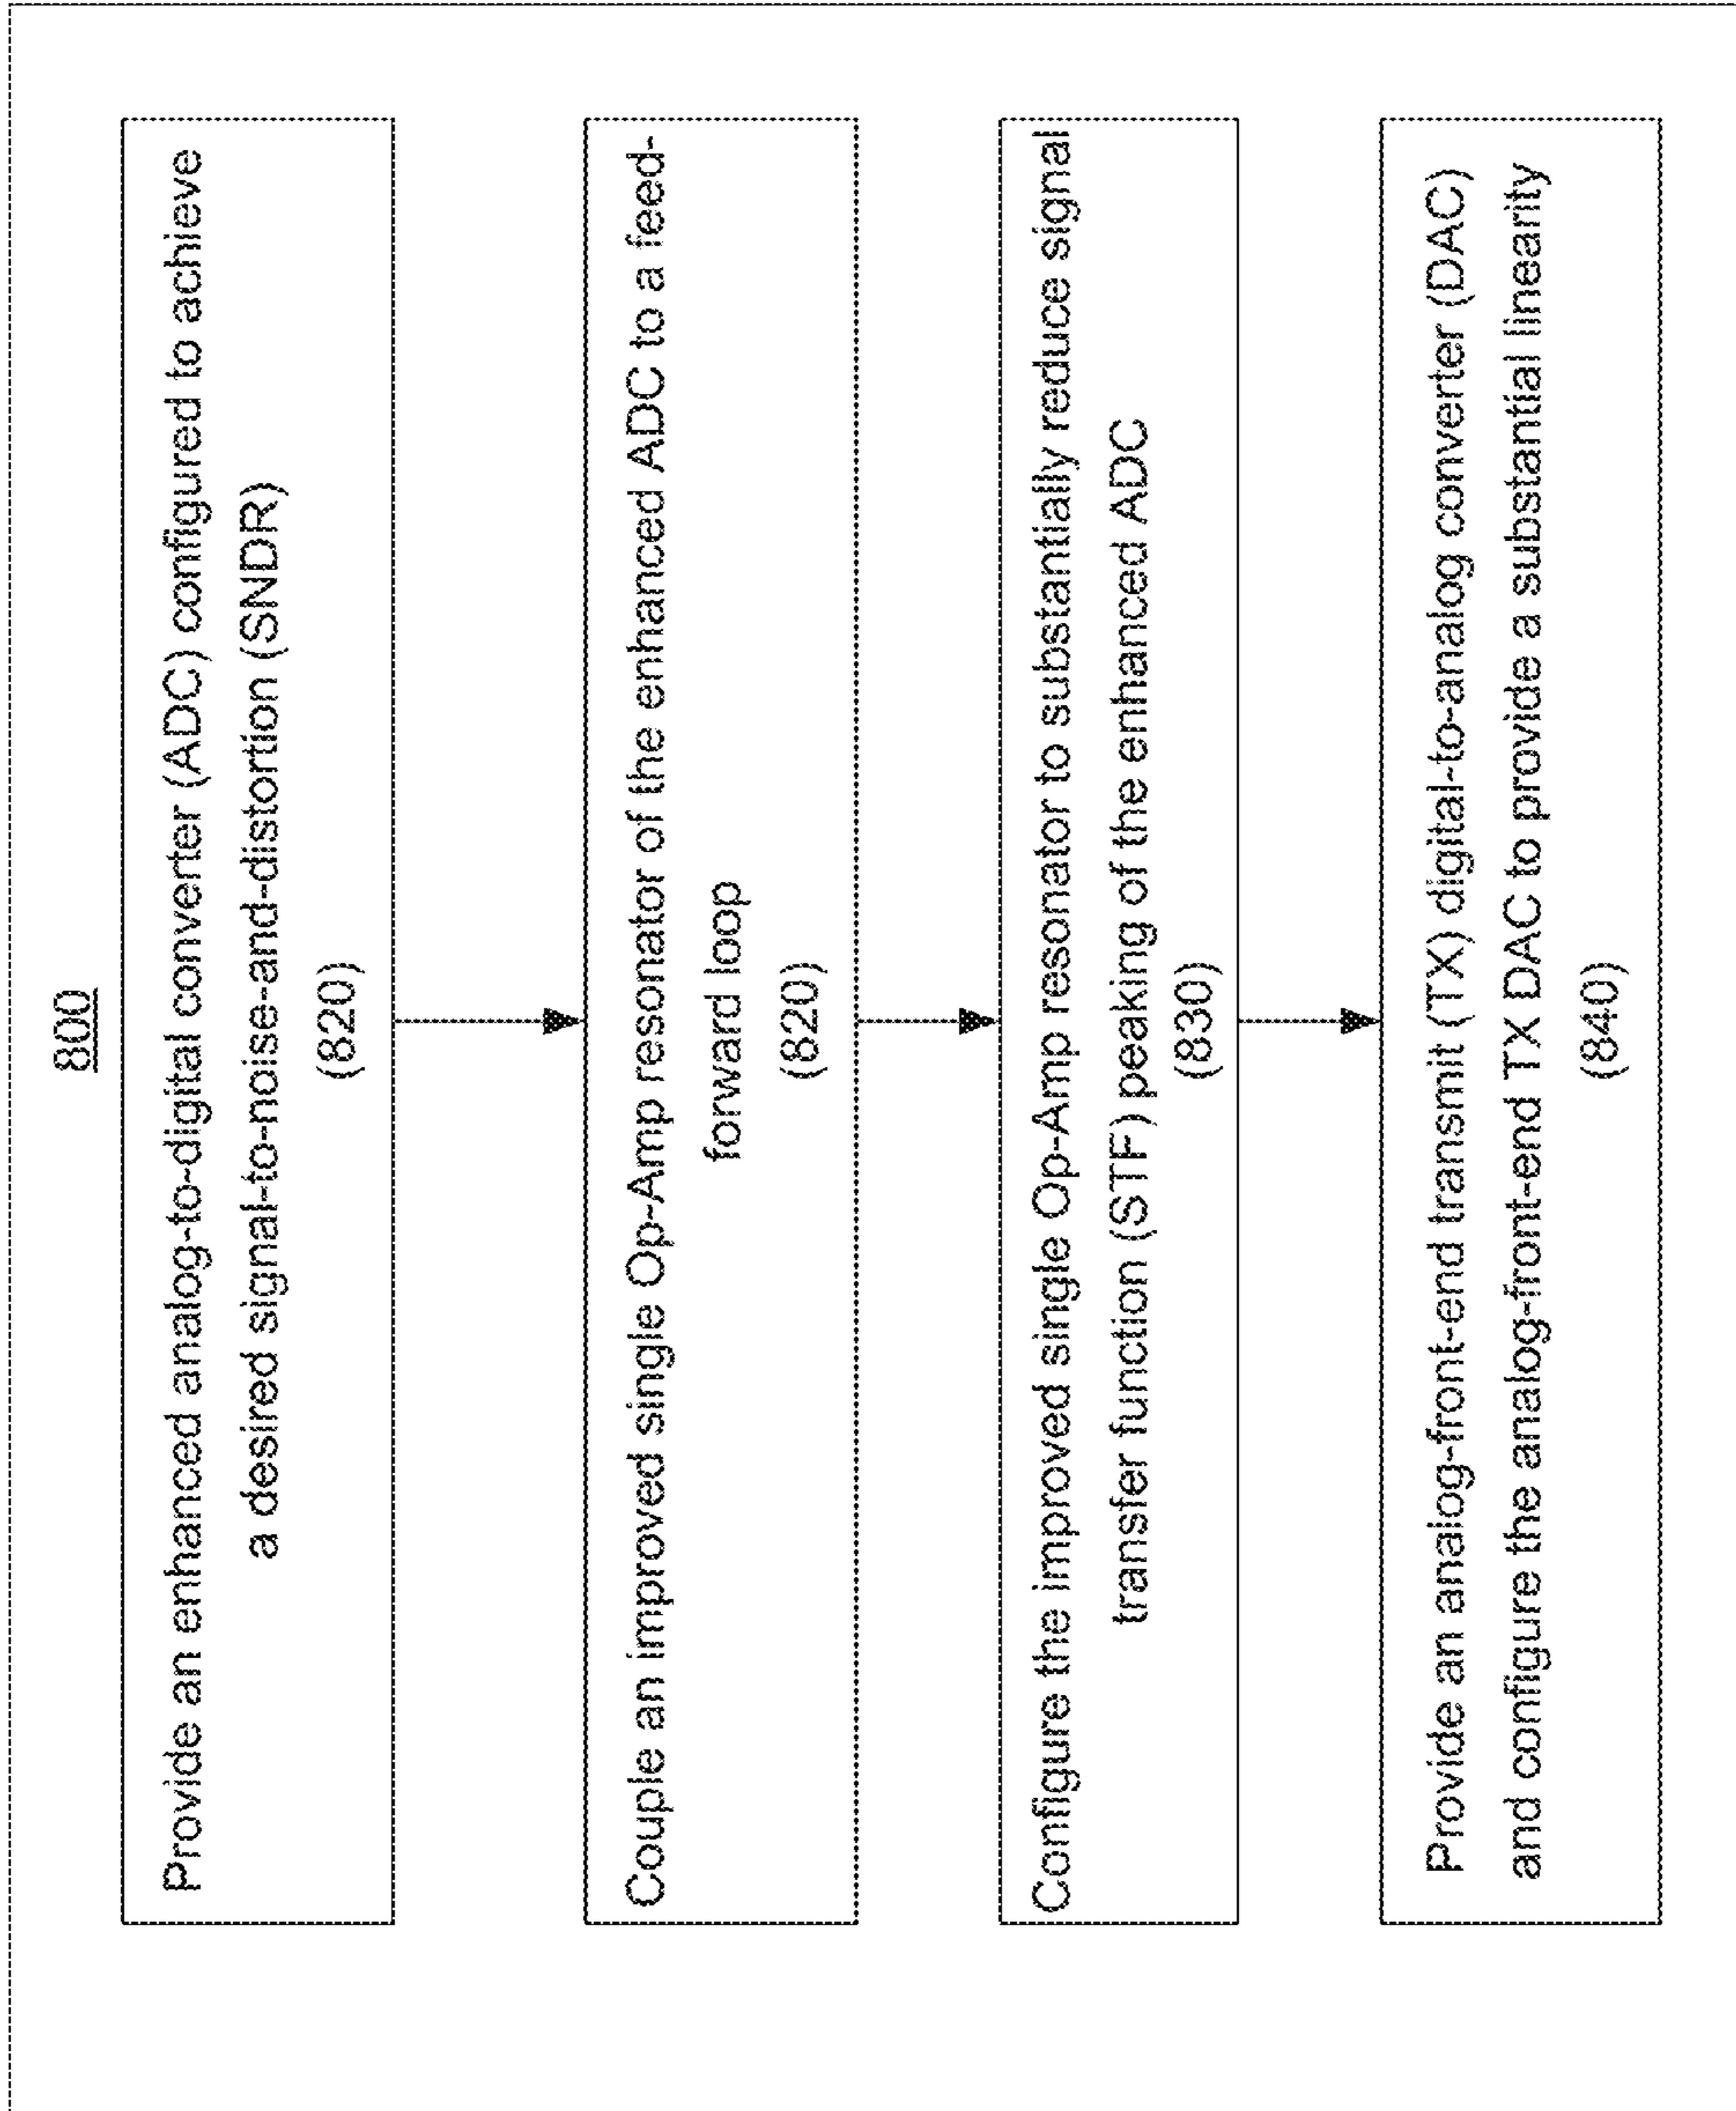 800
Provide an enhanced analog-to-digital converter (ADC) configured to achieve
a desired signal-to-noise-and-distortion (SNDR)
(820)
Couple an improved single Op-Amp resonator of the enhanced ADC to a feed-
forward loop
(820)
Configure the improved single Op-Amp resonator to substantially reduce signal
transfer function (STF) peaking of the enhanced ADC
(830)
Provide an analog-front-end transmit (TX) digital-to-analog converter (DAC)
and configure the analog-front-end TX DAC to provide a substantial linearity
(840)